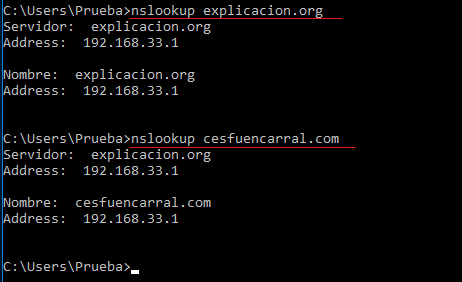 C:\Users\Prueba>nslookup explicacion.org
Servidor:  explicacion.org
Address:  192.168.33.1
Nombre:  explicacion.org
Address:  192.168.33.1
C:\Users\Prueba>nslookup cesfuencarral.com
Servidor:  explicacion.org
Address:  192.168.33.1
Nombre:  cesfuencarral.com
Address:  192.168.33.1
C:\Users\Prueba>